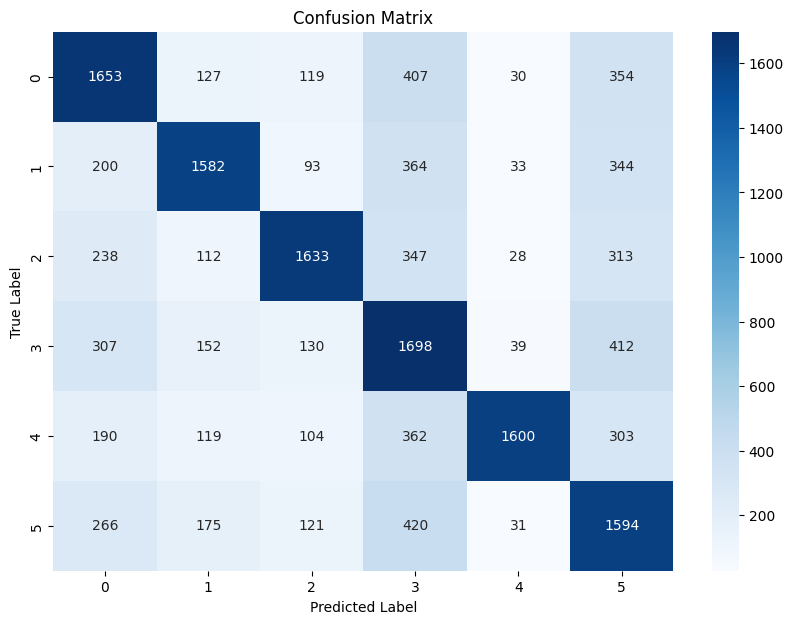 Confusion Matrix
0 1653 127 119 407 30 354
1 200 1582 93 364 33 344
2 238 112 1633 347 28 313
3 307 152 130 1698 39 412
4 190 119 104 362 1600 303
5 266 175 121 420 31 1594
0 1 2 3 4 5
True Label
Predicted Label
1600
1400
1200
1000
800
600
400
200